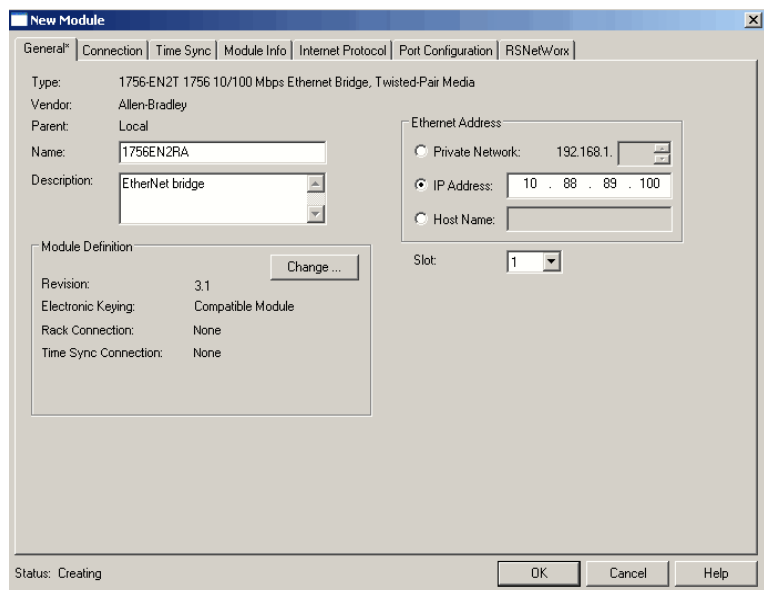 New Module
General* Connection Time Sync Module Info Internet Protocol Port Configuration RSNetWorx
Type: 1756-EN2T 1756 10/100 Mbps Ethernet Bridge, Twisted-Pair Media
Vendor: Allen-Bradley
Parent: Local
Name: 1756EN2RA
Description: EtherNet bridge
Ethernet Address
Private Network: 192.168.1.
IP Address: 10 . 88 . 89 . 100
Host Name:
Module Definition
Change ...
Revision: 3.1
Electronic Keying: Compatible Module
Rack Connection: None
Time Sync Connection: None
Slot: 1
Status: Creating
OK Cancel Help